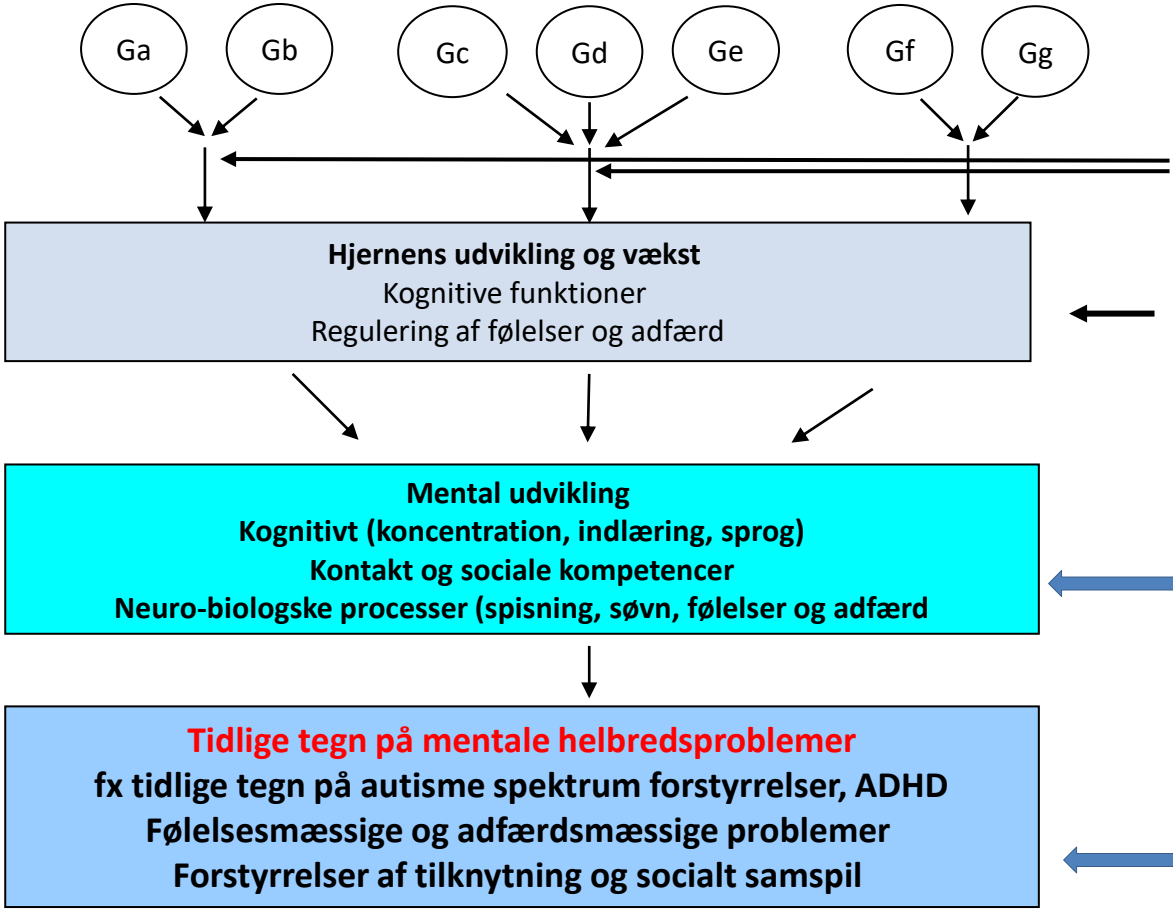 Ga Gb Gc Gd Ge Gf Gg
Hjernens udvikling og vækst
Kognitive funktioner
Regulering af følelser og adfærd
Mental udvikling
Kognitivt (koncentration, indlæring, sprog)
Kontakt og sociale kompetencer
Neuro-biologske processer (spisning, søvn, følelser og adfærd
Tidlige tegn på mentale helbredsproblemer
fx tidlige tegn på autisme spektrum forstyrrelser, ADHD
Følelsesmæssige og adfærdsmæssige problemer
Forstyrrelser af tilknytning og socialt samspil